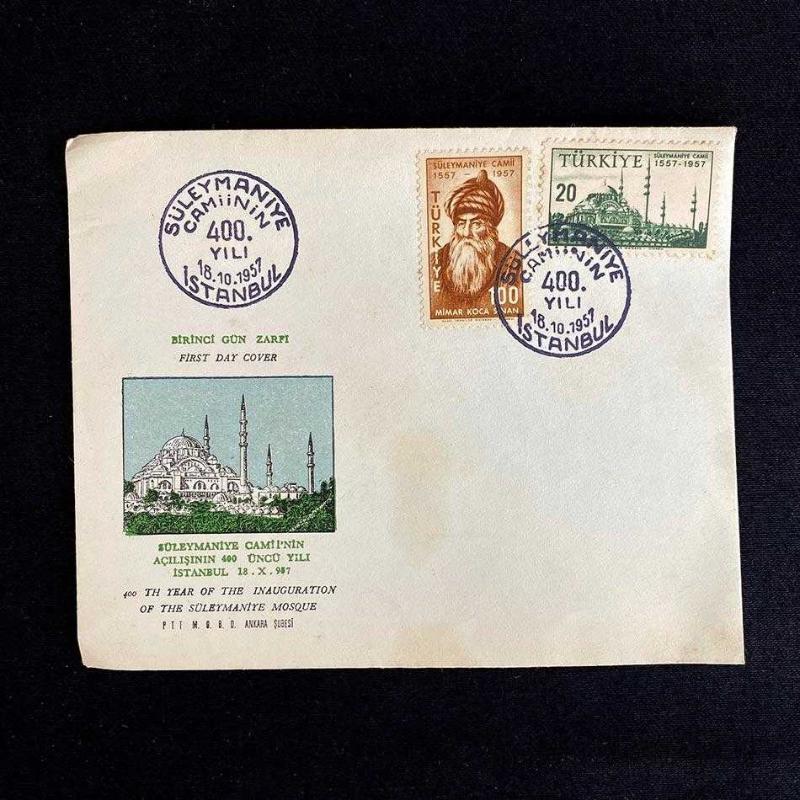 SÜLEYMANİYE
CAMİİNİN
400.
YILI
18.10.1957
İSTANBUL
SÜLEYMANİYE CAMİİ
1557 - 1957
TÜRKİYE
100
MİMAR KOCA SİNAN
TÜRKİYE
SÜLEYMANİYE CAMİİ
1557-1957
20
SÜLEYMANİYE
CAMİİNİN
400.
YILI
18.10.1957
İSTANBUL
BİRİNCİ GÜN ZARFI
FİRST DAY COVER
SÜLEYMANİYE CAMİİ'NİN
AÇILIŞININ 400 ÜNCÜ YILI
İSTANBUL 18.X.957
400 TH YEAR OF THE INAUGURATION
OF THE SÜLEYMANİYE MOSQUE
PTT M.G.B.D. ANKARA ŞUBESİ